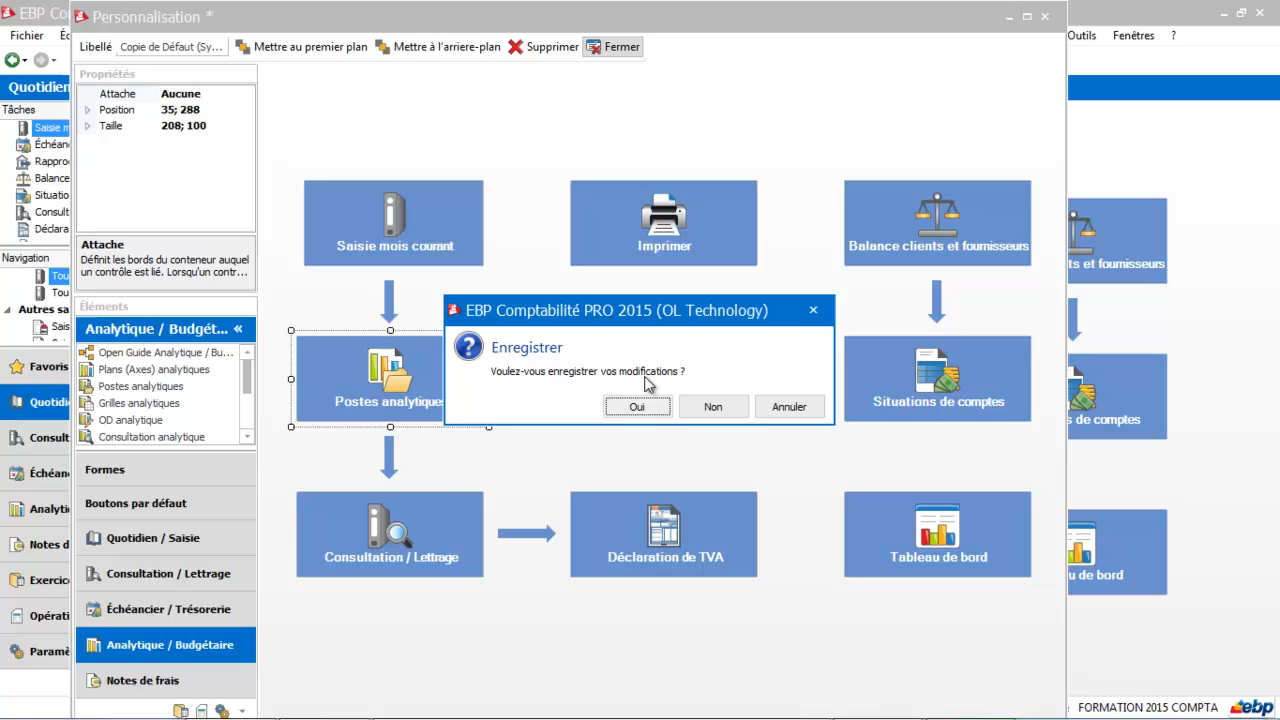 EBP Co
Personnalisation *
Fichier
Outils
Fenêtres
?
Libellé
Copie de Défaut (Sy...
Mettre au premier plan
Mettre à l'arriere-plan
Supprimer
Fermer
Quotidien
Tâches
Saisie m
Échéan
Rappro
Balance
Situatio
Consult
Déclara
Navigation
Tou
Tou
Autres sa
Sais
Favoris
Quotidi
Consult
Échéan
Analyti
Notes d
Exercic
Opérati
Paramè
Propriétés
Attache
Aucune
Position
35; 288
Taille
208; 100
Attache
Définit les bords du conteneur auquel
un contrôle est lié. Lorsqu'un contr...
Éléments
Analytique / Budgét... «
Open Guide Analytique / Bu...
Plans (Axes) analytiques
Postes analytiques
Grilles analytiques
OD analytique
Consultation analytique
Formes
Boutons par défaut
Quotidien / Saisie
Consultation / Lettrage
Échéancier / Trésorerie
Analytique / Budgétaire
Notes de frais
Saisie mois courant
Imprimer
Balance clients et fournisseurs
Postes analytiques
Situations de comptes
Consultation / Lettrage
Déclaration de TVA
Tableau de bord
EBP Comptabilité PRO 2015 (OL Technology)
Enregistrer
Voulez-vous enregistrer vos modifications ?
Oui
Non
Annuler
ts et fournisseurs
s de comptes
u de bord
FORMATION 2015 COMPTA
ebp